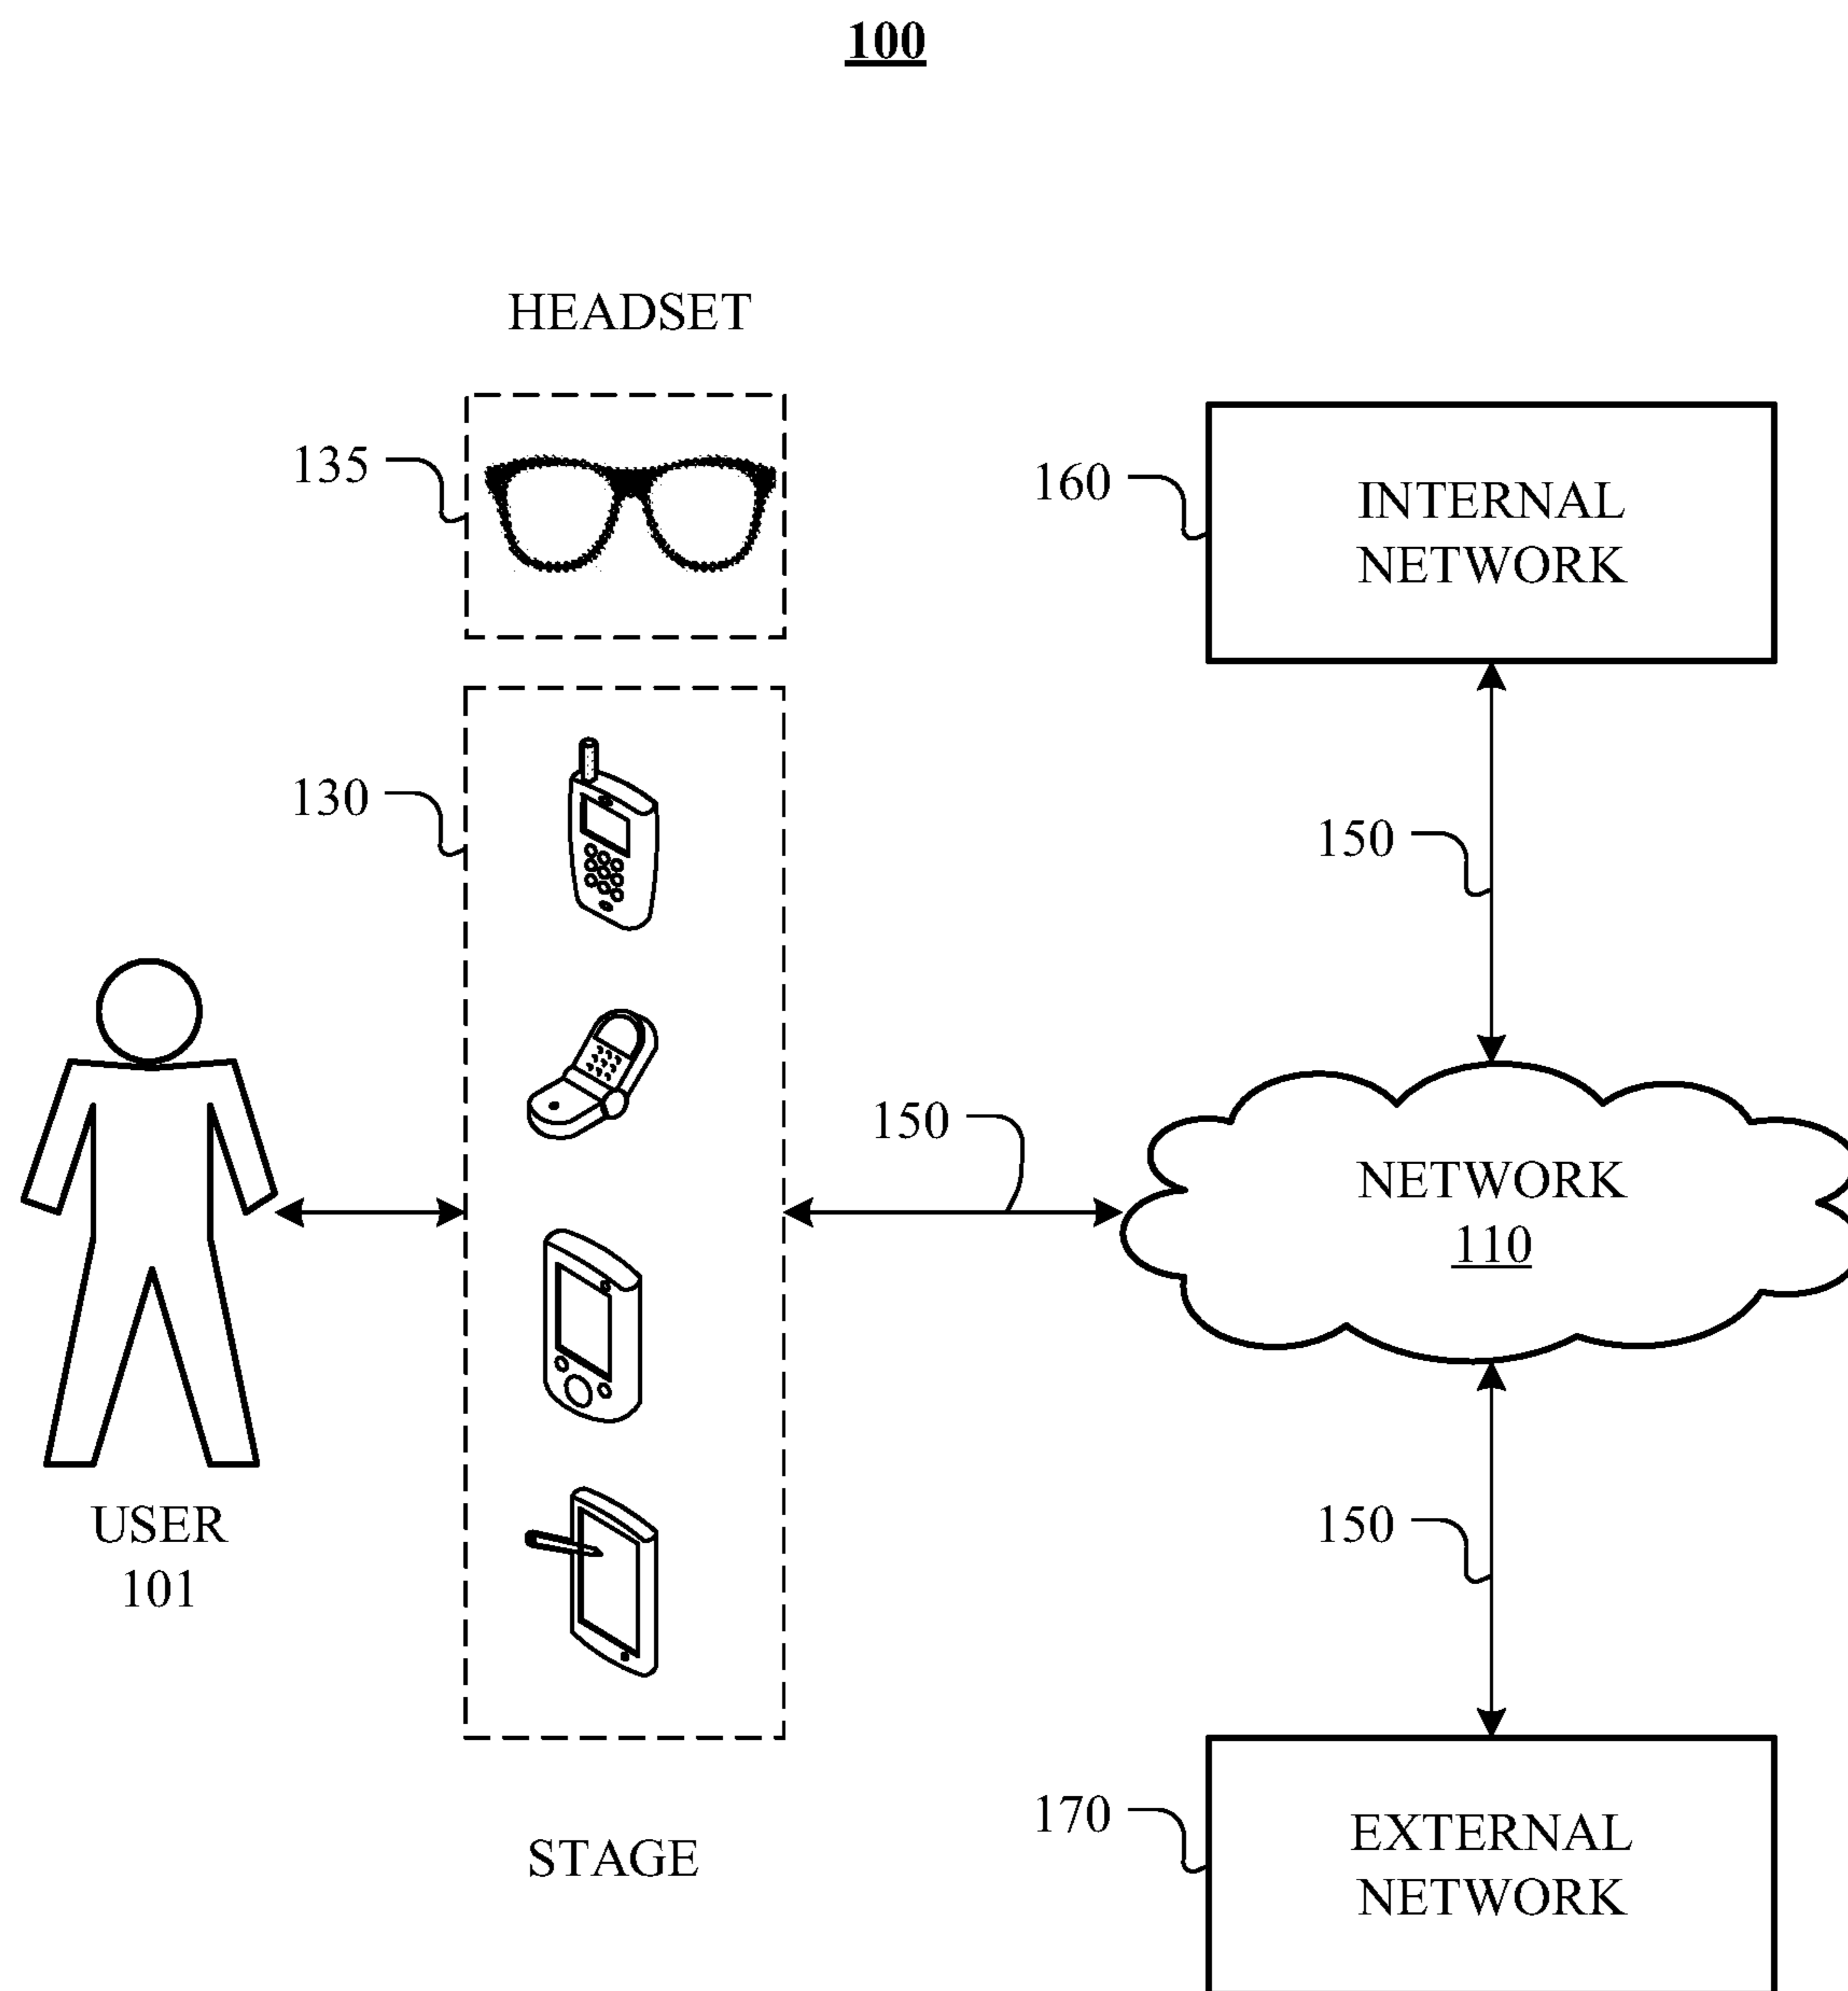 100
HEADSET
135
160
INTERNAL
NETWORK
130
150
150
NETWORK
110
USER
101
150
170
EXTERNAL
NETWORK
STAGE